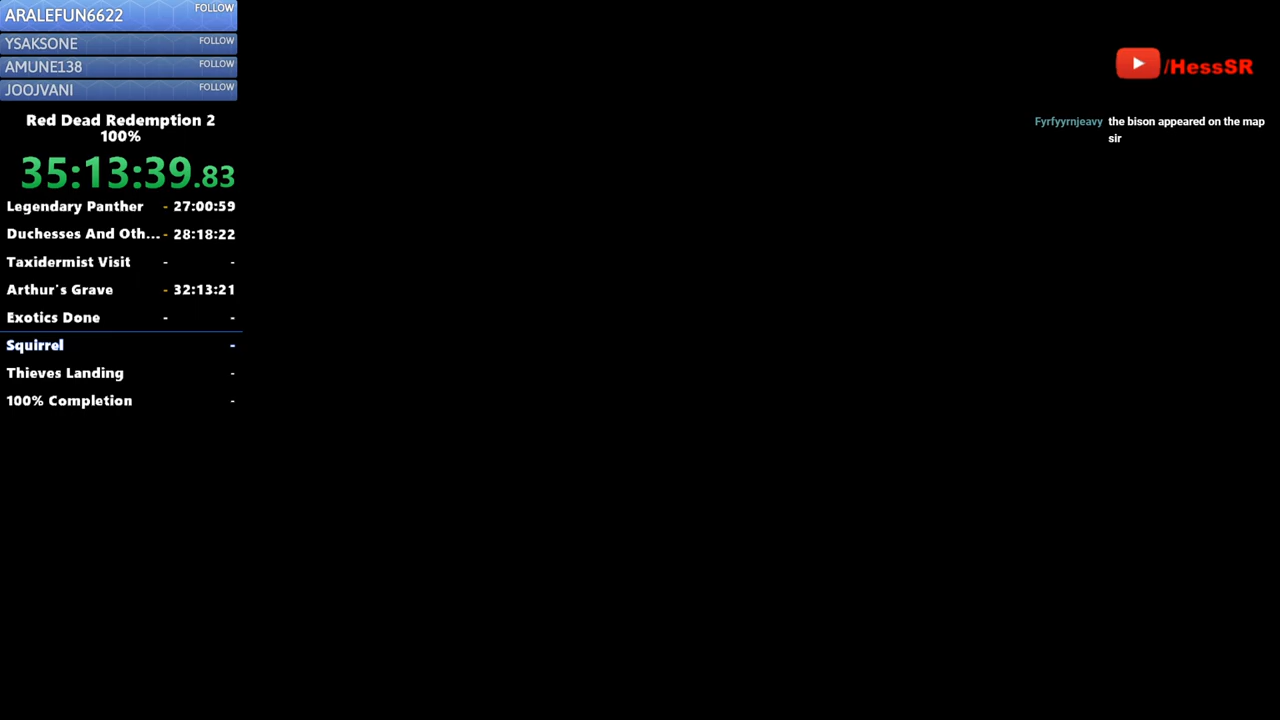 ARALEFUN6622 FOLLOW
YSAKSONE FOLLOW
AMUNE138 FOLLOW
JOOJVANI FOLLOW
Red Dead Redemption 2
100%
35:13:39.83
Legendary Panther - 27:00:59
Duchesses And Oth... - 28:18:22
Taxidermist Visit - -
Arthur's Grave - 32:13:21
Exotics Done - -
Squirrel -
Thieves Landing -
100% Completion -
/HessSR
Fyrfyyrnjeavy the bison appeared on the map
sir